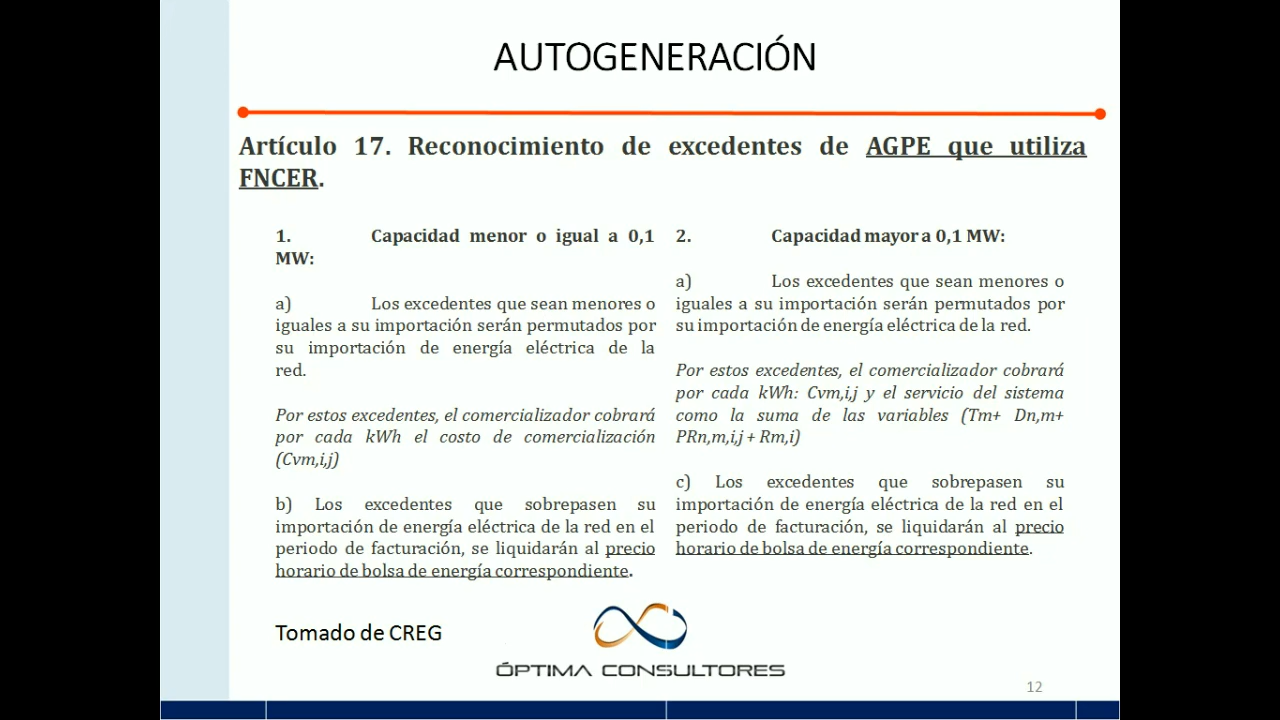 AUTOGENERACIÓN
Artículo 17. Reconocimiento de excedentes de AGPE que utiliza
FNCER.
1. Capacidad menor o igual a 0,1
MW:
a) Los excedentes que sean menores o
iguales a su importación serán permutados por
su importación de energía eléctrica de la
red.
Por estos excedentes, el comercializador cobrará
por cada kWh el costo de comercialización
(Cvm,i,j)
b) Los excedentes que sobrepasen su
importación de energía eléctrica de la red en el
periodo de facturación, se liquidarán al precio
horario de bolsa de energía correspondiente.
2. Capacidad mayor a 0,1 MW:
a) Los excedentes que sean menores o
iguales a su importación serán permutados por
su importación de energía eléctrica de la red.
Por estos excedentes, el comercializador cobrará
por cada kWh: Cvm,i,j y el servicio del sistema
como la suma de las variables (Tm+ Dn,m+
PRn,m,i,j + Rm,i)
c) Los excedentes que sobrepasen su
importación de energía eléctrica de la red en el
periodo de facturación, se liquidarán al precio
horario de bolsa de energía correspondiente.
Tomado de CREG
ÓPTIMA CONSULTORES
12